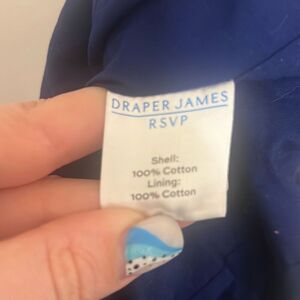 DRAPER JAMES
RSVP
Shell:
100% Cotton
Lining:
100% Cotton